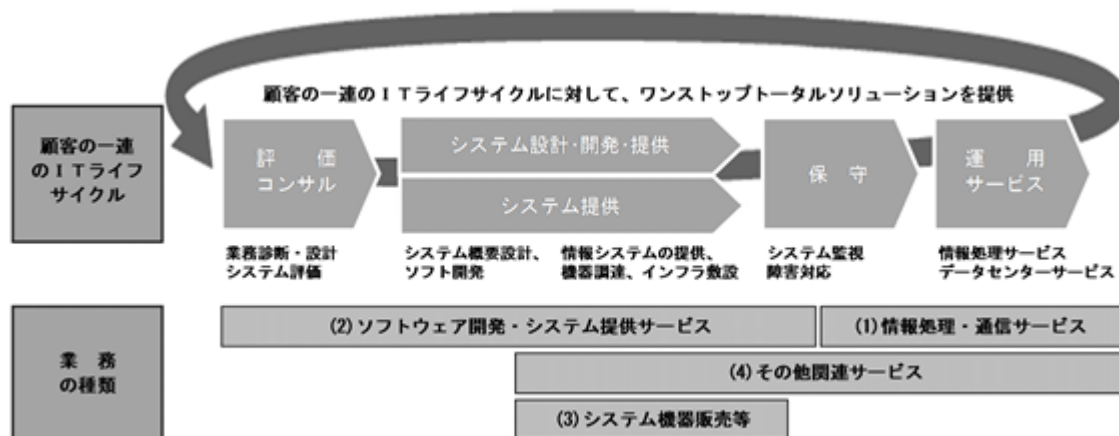 顧客の一連のＩＴライフサイクルに対して、ワンストップトータルソリューションを提供
顧客の一連
のＩＴライフ
サイクル
評　価
コンサル
システム設計・開発・提供
システム提供
保　守
運　用
サービス
業務診断・設計
システム評価
システム概要設計、
ソフト開発
情報システムの提供、
機器調達、インフラ敷設
システム監視
障害対応
情報処理サービス
データセンターサービス
業　務
の種類
(2)ソフトウェア開発・システム提供サービス
(1)情報処理・通信サービス
(4)その他関連サービス
(3)システム機器販売等